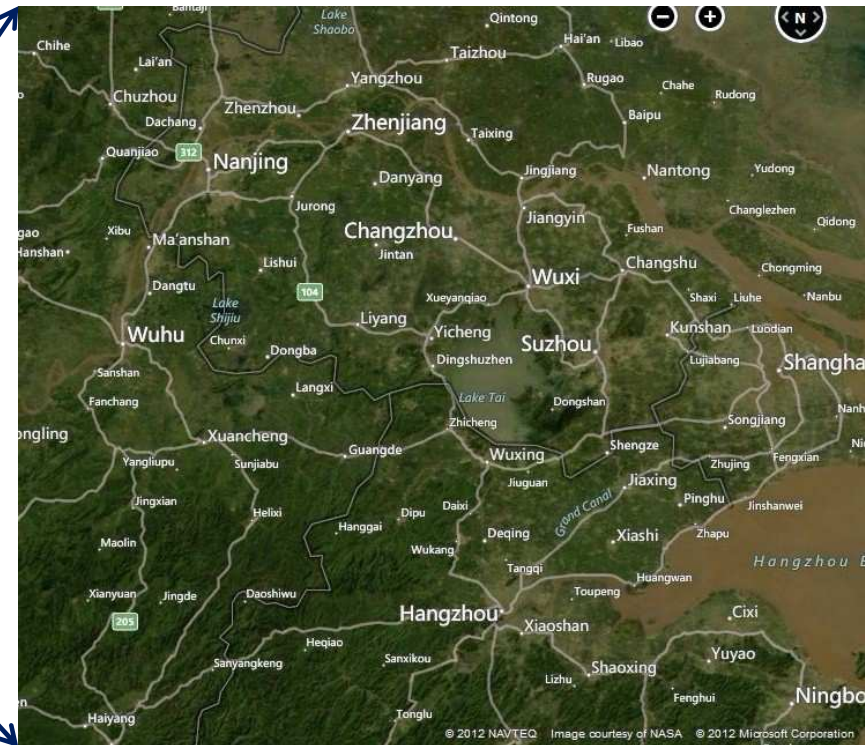 Bantaji
Lake
Shaobo
Qintong
N
Chihe
Hai'an
Libao
Taizhou
Lai'an
Yangzhou
Rugao
Chahe
Rudong
Chuzhou
Zhenzhou
Dachang
Zhenjiang
Baipu
Taixing
Quanjiao
312
Nanjing
Danyang
Jingjiang
Nantong
Yudong
Jurong
Jiangyin
Changlezhen
Qidong
Xibu
Ma'anshan
Changzhou
Fushan
Hanshan
Jintan
Lishui
Wuxi
Changshu
Chongming
Dangtu
104
Xueyanqiao
Shaxi
Liuhe
Nanbu
Lake
Shijiu
Liyang
Yicheng
Kunshan
Luodian
Wuhu
Chunxi
Suzhou
Dongba
Dingshuzhen
Lujiabang
Shangha
Sanshan
Langxi
Lake Tai
Dongshan
Fanchang
Zhicheng
Songjiang
Nanh
ongling
Xuancheng
Guangde
Shengze
Wuxing
Fengxian
Yangliupu
Sunjiabu
Zhujing
Jiuguan
Jiaxing
Jingxian
Daixi
Grand Canal
Pinghu
Jinshanwei
Helixi
Hanggai
Dipu
Deqing
Xiashi
Zhapu
Maolin
Wukang
Hangzhou B
Tangqi
Huangwan
Xianyuan
Jingde
Daoshiwu
Toupeng
205
Hangzhou
Cixi
Xiaoshan
Heqiao
Sanyangkeng
Sanxikou
Shaoxing
Yuyao
Lizhu
Fenghui
Ningbo
Haiyang
Tonglu
© 2012 NAVTEQ Image courtesy of NASA © 2012 Microsoft Corporation